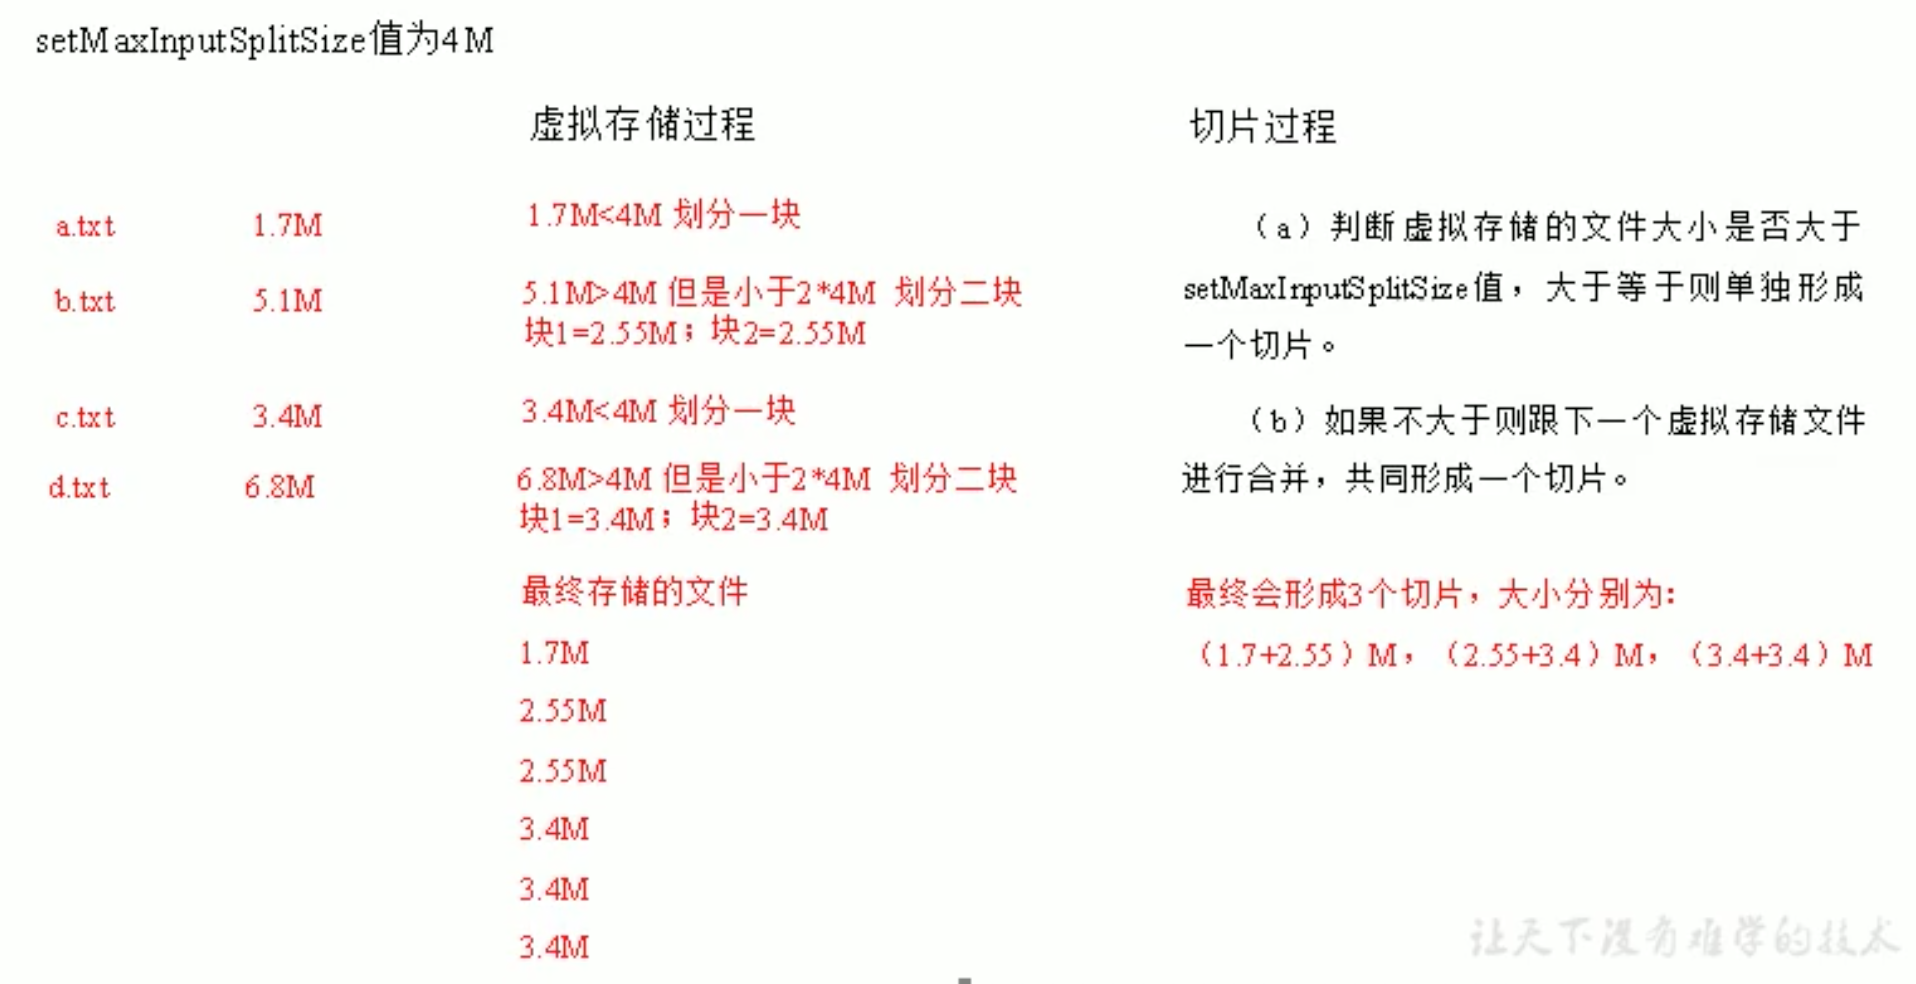 setMaxInputSplitSize值为4M
虚拟存储过程
切片过程
a.txt 1.7M 1.7M<4M 划分一块
b.txt 5.1M 5.1M>4M 但是小于2*4M 划分二块
块1=2.55M；块2=2.55M
c.txt 3.4M 3.4M<4M 划分一块
d.txt 6.8M 6.8M>4M 但是小于2*4M 划分二块
块1=3.4M；块2=3.4M
最终存储的文件
1.7M
2.55M
2.55M
3.4M
3.4M
3.4M
（a）判断虚拟存储的文件大小是否大于
setMaxInputSplitSize值，大于等于则单独形成
一个切片。
（b）如果不大于则跟下一个虚拟存储文件
进行合并，共同形成一个切片。
最终会形成3个切片，大小分别为：
（1.7+2.55）M，（2.55+3.4）M，（3.4+3.4）M
让天下没有难学的技术